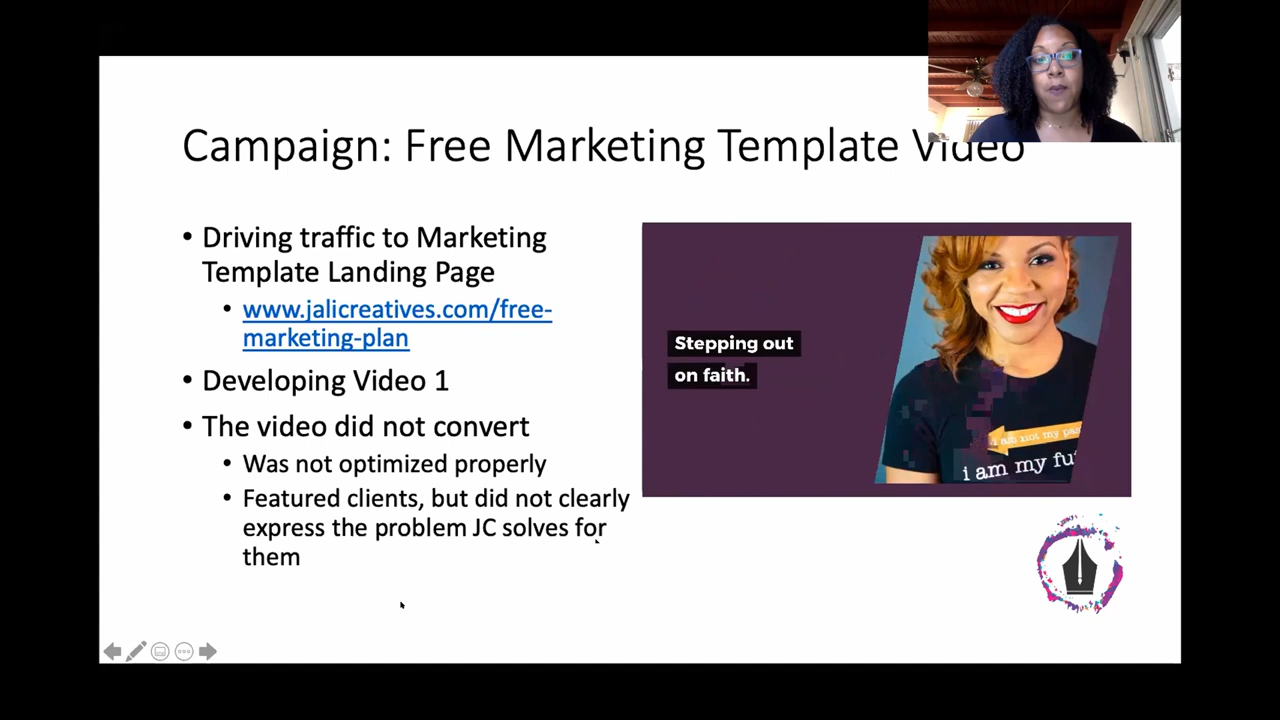 Campaign: Free Marketing Template Video
• Driving traffic to Marketing
Template Landing Page
• www.jalicreatives.com/free-
marketing-plan
• Developing Video 1
• The video did not convert
• Was not optimized properly
• Featured clients, but did not clearly
express the problem JC solves for
them
Stepping out
on faith.
i am not my pas
i am my fu